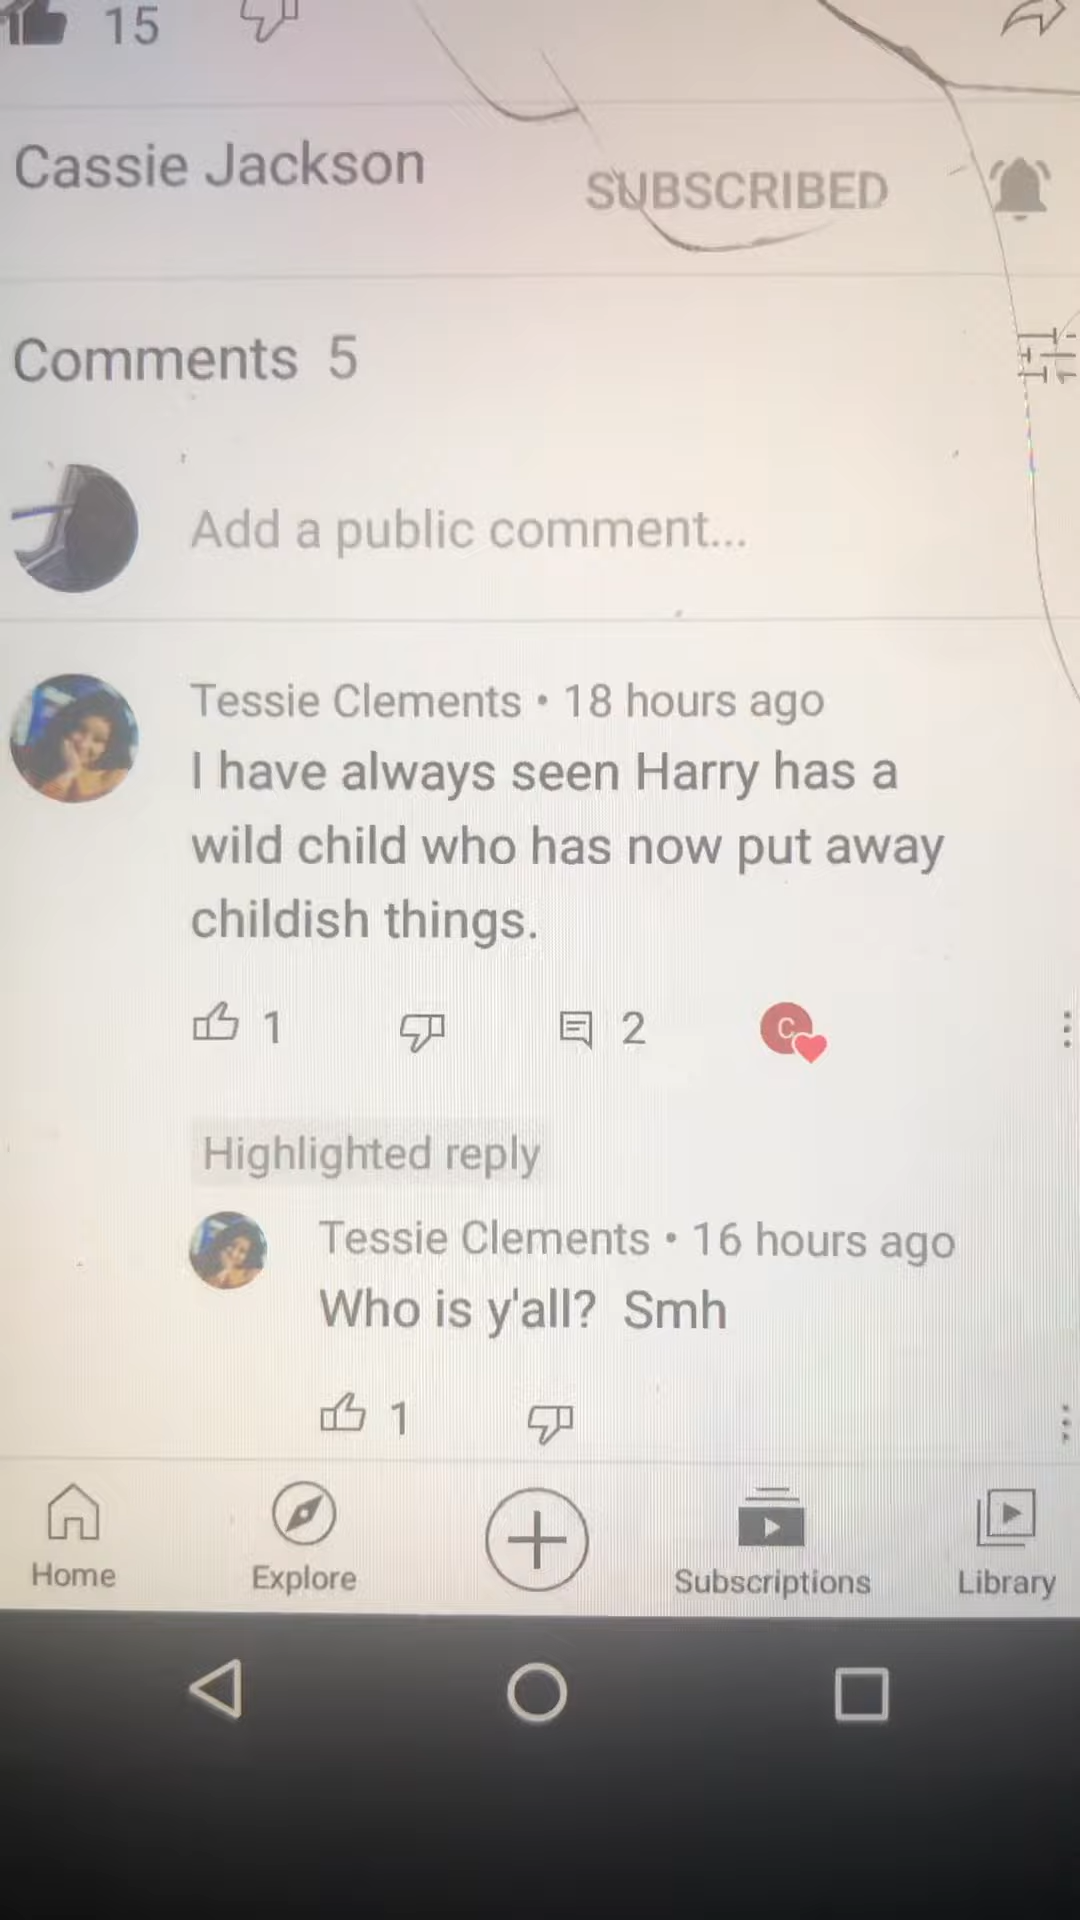 15
Cassie Jackson
SUBSCRIBED
Comments 5
Add a public comment...
Tessie Clements • 18 hours ago
I have always seen Harry has a
wild child who has now put away
childish things.
1
2
C
Highlighted reply
Tessie Clements • 16 hours ago
Who is y'all? Smh
1
Home
Explore
Subscriptions
Library